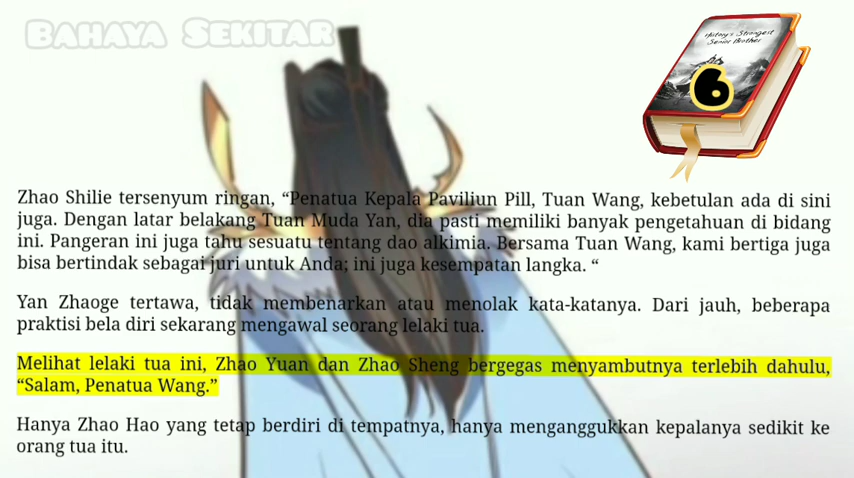 Bahaya Sekitar
History's Strongest
Senior Brother
6
Zhao Shilie tersenyum ringan, “Penatua Kepala Paviliun Pill, Tuan Wang, kebetulan ada di sini
juga. Dengan latar belakang Tuan Muda Yan, dia pasti memiliki banyak pengetahuan di bidang
ini. Pangeran ini juga tahu sesuatu tentang dao alkimia. Bersama Tuan Wang, kami bertiga juga
bisa bertindak sebagai juri untuk Anda; ini juga kesempatan langka. “
Yan Zhaoge tertawa, tidak membenarkan atau menolak kata-katanya. Dari jauh, beberapa
praktisi bela diri sekarang mengawal seorang lelaki tua.
Melihat lelaki tua ini, Zhao Yuan dan Zhao Sheng bergegas menyambutnya terlebih dahulu,
“Salam, Penatua Wang.”
Hanya Zhao Hao yang tetap berdiri di tempatnya, hanya menganggukkan kepalanya sedikit ke
orang tua itu.